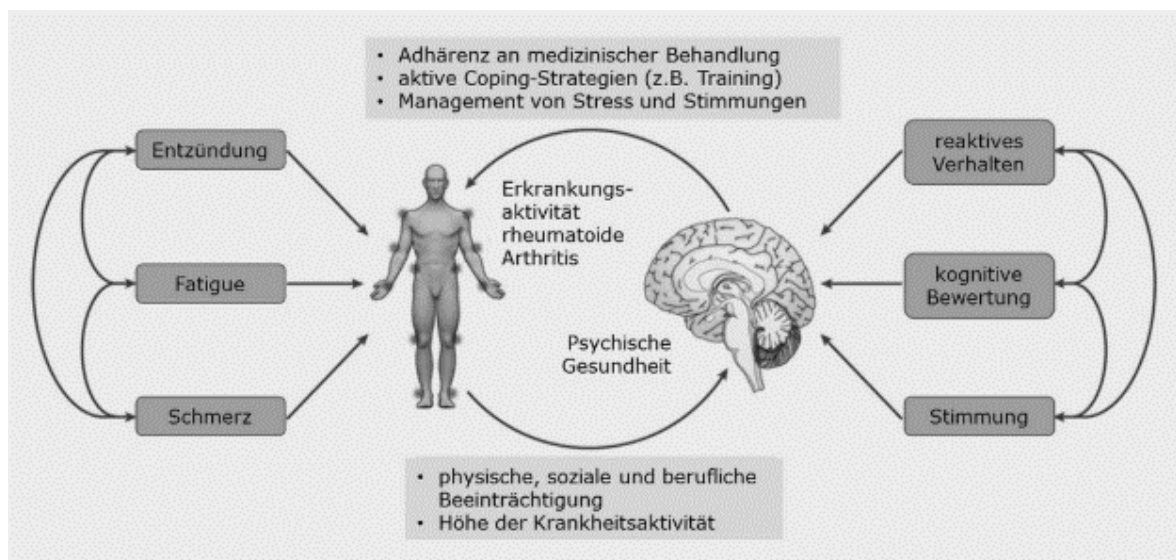 • Adhärenz an medizinischer Behandlung
• aktive Coping-Strategien (z.B. Training)
• Management von Stress und Stimmungen
Entzündung
Fatigue
Schmerz
Erkrankungs-
aktivität
rheumatoide
Arthritis
Psychische
Gesundheit
reaktives
Verhalten
kognitive
Bewertung
Stimmung
• physische, soziale und berufliche
Beeinträchtigung
• Höhe der Krankheitsaktivität